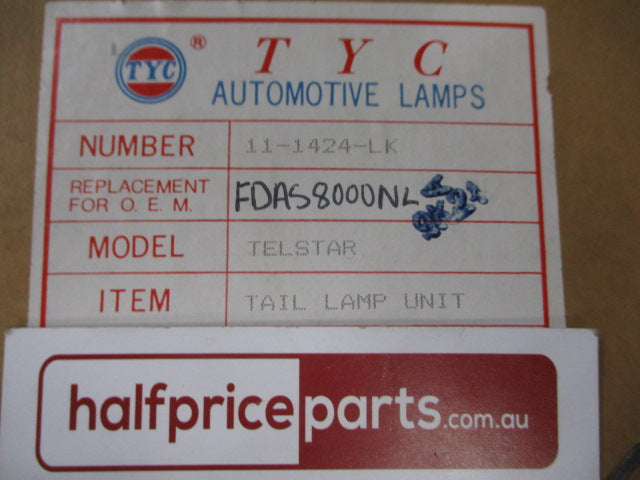 TYC ® T Y C
AUTOMOTIVE LAMPS
NUMBER 11-1424-LK
REPLACEMENT
FOR O. E. M. FDAS8000NL
MODEL TELSTAR
ITEM TAIL LAMP UNIT
halfpriceparts.com.au